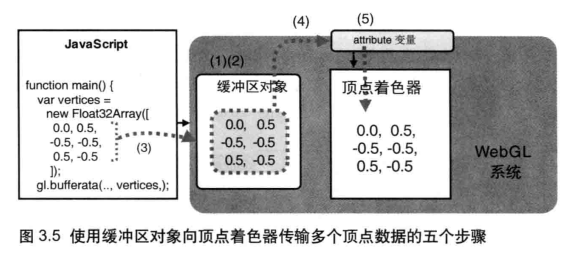 (4)
(5)
JavaScript
attribute 变量
(1)(2)
缓冲区对象
顶点着色器
function main() {
var vertices =
new Float32Array([
0.0, 0.5,
-0.5, -0.5,
0.5, -0.5
]);
gl.bufferata(.., vertices,);
(3)
0.0, 0.5
-0.5, -0.5
0.5, -0.5
0.0, 0.5,
-0.5, -0.5,
0.5, -0.5
WebGL
系统
图 3.5 使用缓冲区对象向顶点着色器传输多个顶点数据的五个步骤